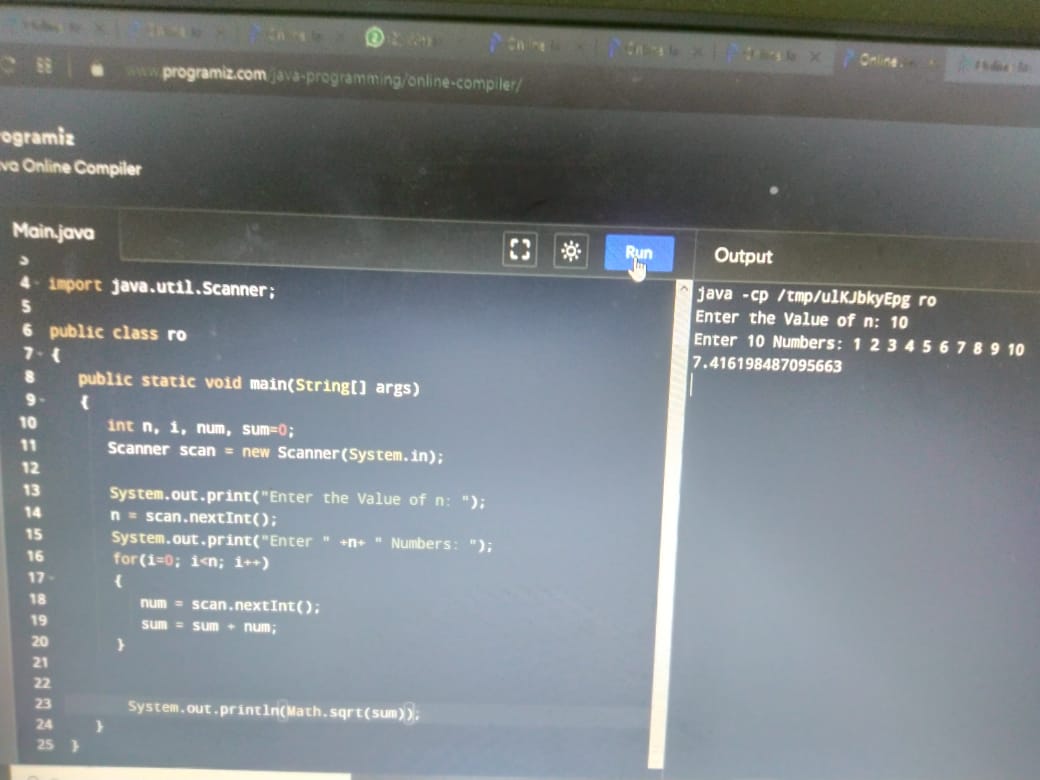 www.programiz.com/java-programming/online-compiler/
ogramiz
va Online Compiler
Main.java
Run
Output
4 import java.util.Scanner;
5
6 public class ro
7 {
8 public static void main(String[] args)
9 {
10 int n, i, num, sum=0;
11 Scanner scan = new Scanner(System.in);
12
13 System.out.print("Enter the Value of n: ");
14 n = scan.nextInt();
15 System.out.print("Enter " +n+ " Numbers: ");
16 for(i=0; i<n; i++)
17 {
18 num = scan.nextInt();
19 sum = sum + num;
20 }
21
22
23 System.out.println(Math.sqrt(sum));
24 }
25 }
java -cp /tmp/ulKJbkyEpg ro
Enter the Value of n: 10
Enter 10 Numbers: 1 2 3 4 5 6 7 8 9 10
7.416198487095663